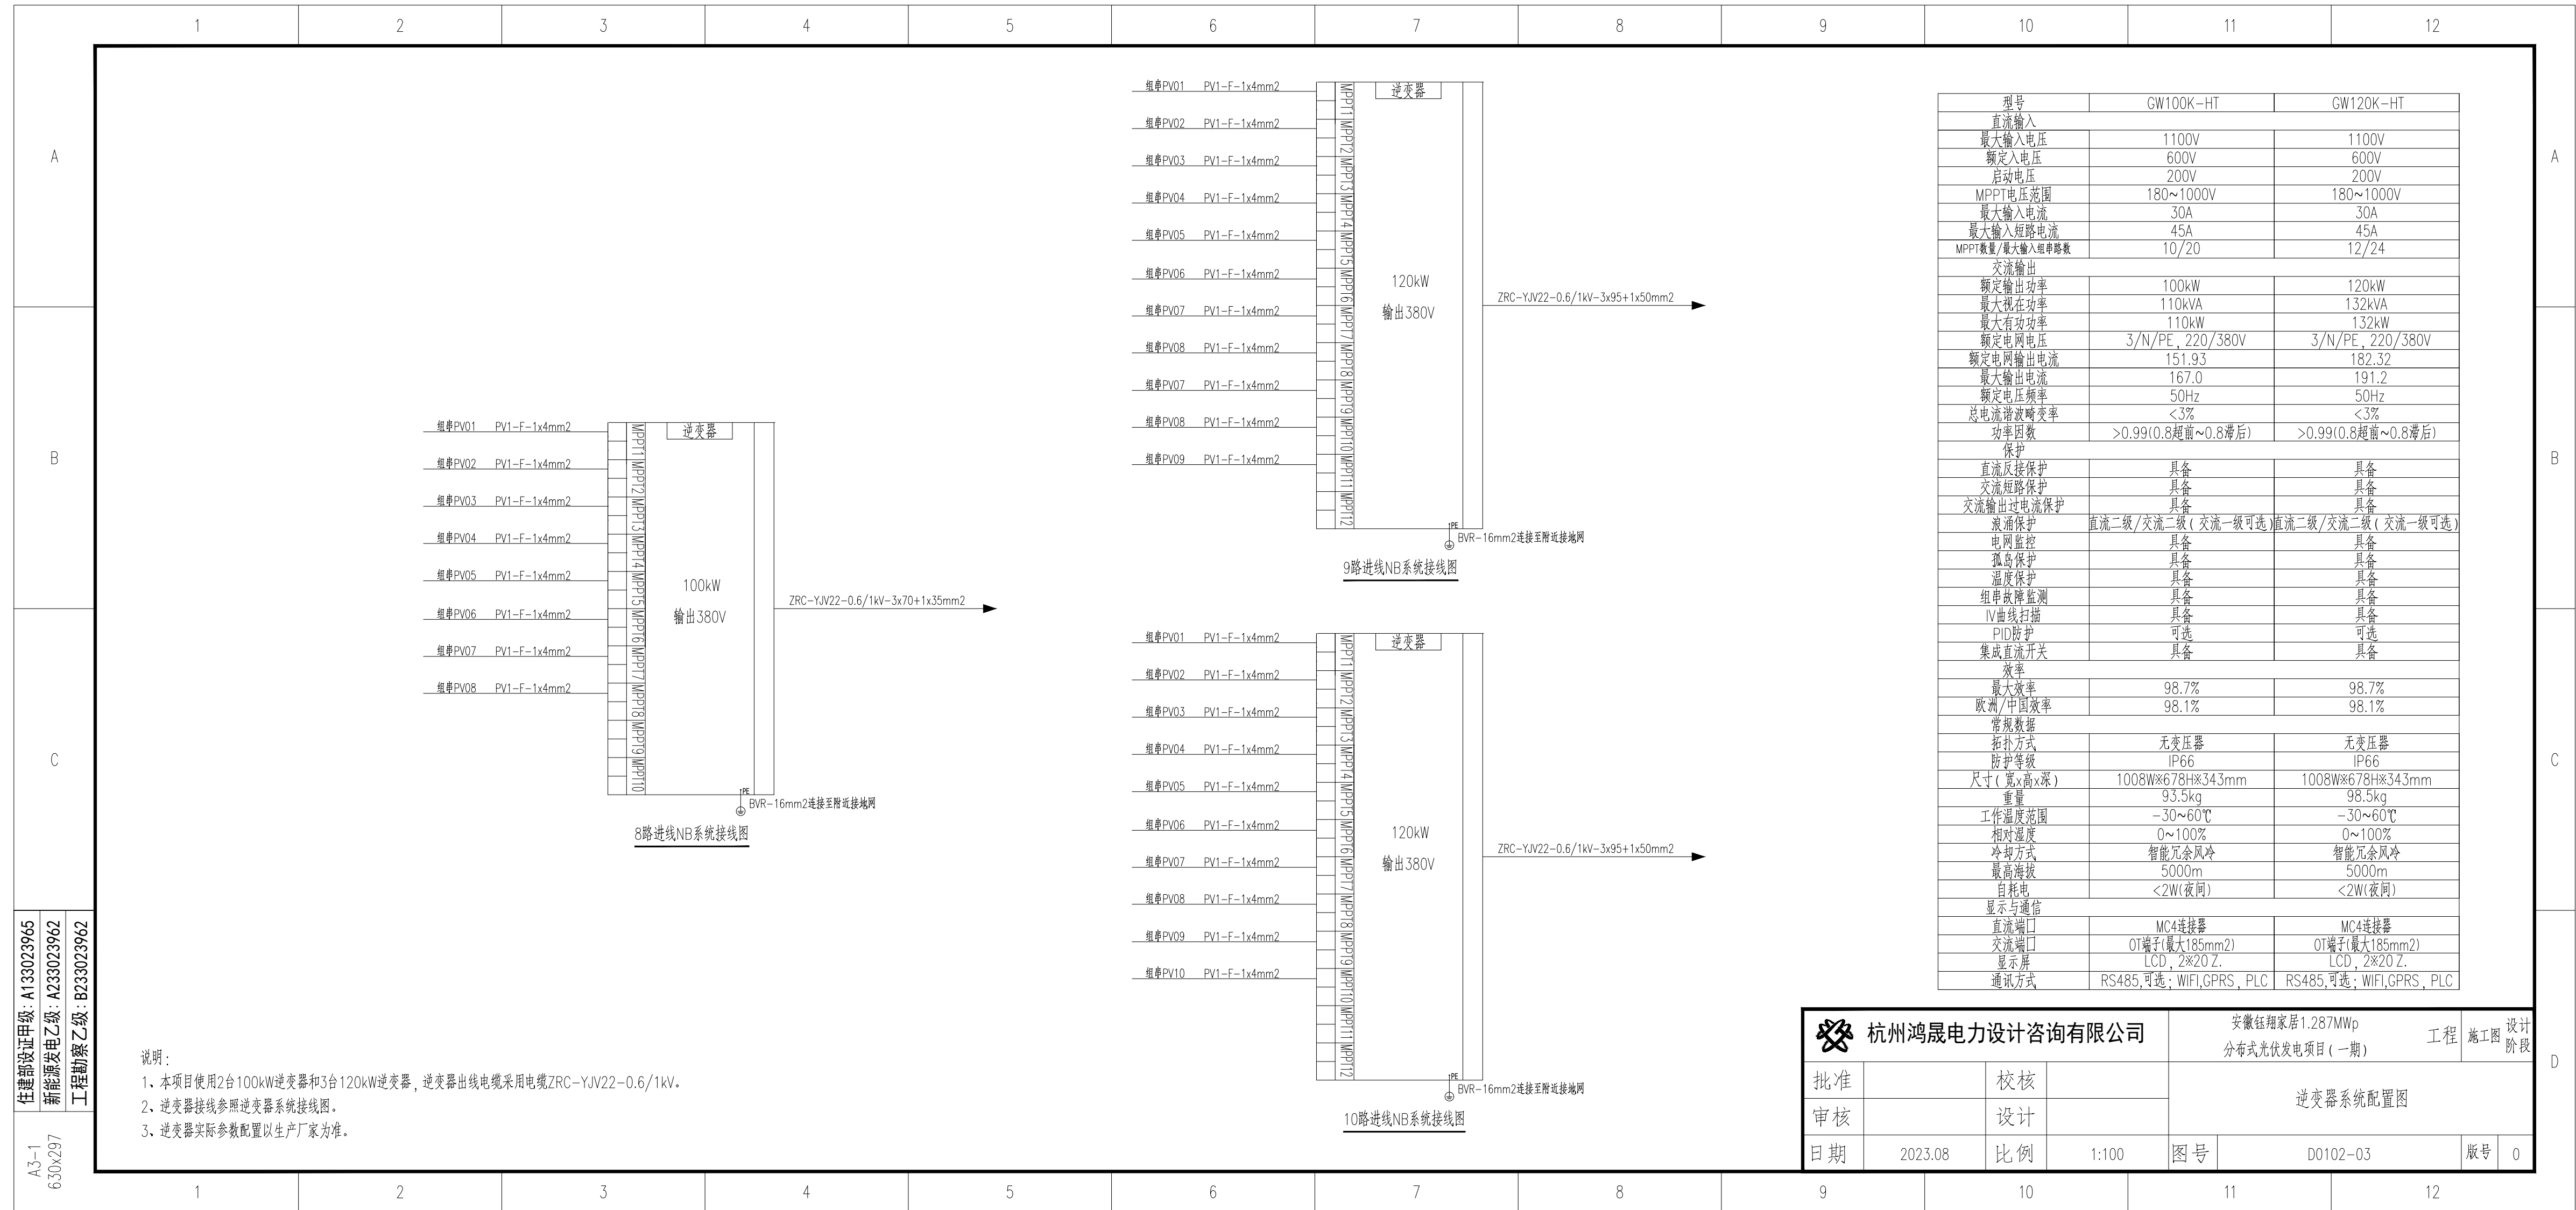 1 2 3 4 5 6 7 8 9 10 11 12
A
B
C
A
B
C
D
组串PV01 PV1-F-1x4mm2
组串PV02 PV1-F-1x4mm2
组串PV03 PV1-F-1x4mm2
组串PV04 PV1-F-1x4mm2
组串PV05 PV1-F-1x4mm2
组串PV06 PV1-F-1x4mm2
组串PV07 PV1-F-1x4mm2
组串PV08 PV1-F-1x4mm2
MPPT1
MPPT2
MPPT3
MPPT4
MPPT5
MPPT6
MPPT7
MPPT8
MPPT9
MPPT10
逆变器
100kW
输出380V
ZRC-YJV22-0.6/1kV-3x70+1x35mm2
PE
BVR-16mm2连接至附近接地网
8路进线NB系统接线图
组串PV01 PV1-F-1x4mm2
组串PV02 PV1-F-1x4mm2
组串PV03 PV1-F-1x4mm2
组串PV04 PV1-F-1x4mm2
组串PV05 PV1-F-1x4mm2
组串PV06 PV1-F-1x4mm2
组串PV07 PV1-F-1x4mm2
组串PV08 PV1-F-1x4mm2
组串PV07 PV1-F-1x4mm2
组串PV08 PV1-F-1x4mm2
组串PV09 PV1-F-1x4mm2
MPPT1
MPPT2
MPPT3
MPPT4
MPPT5
MPPT6
MPPT7
MPPT8
MPPT9
MPPT10
MPPT11
MPPT12
逆变器
120kW
输出380V
ZRC-YJV22-0.6/1kV-3x95+1x50mm2
PE
BVR-16mm2连接至附近接地网
9路进线NB系统接线图
组串PV01 PV1-F-1x4mm2
组串PV02 PV1-F-1x4mm2
组串PV03 PV1-F-1x4mm2
组串PV04 PV1-F-1x4mm2
组串PV05 PV1-F-1x4mm2
组串PV06 PV1-F-1x4mm2
组串PV07 PV1-F-1x4mm2
组串PV08 PV1-F-1x4mm2
组串PV09 PV1-F-1x4mm2
组串PV10 PV1-F-1x4mm2
MPPT1
MPPT2
MPPT3
MPPT4
MPPT5
MPPT6
MPPT7
MPPT8
MPPT9
MPPT10
MPPT11
MPPT12
逆变器
120kW
输出380V
ZRC-YJV22-0.6/1kV-3x95+1x50mm2
PE
BVR-16mm2连接至附近接地网
10路进线NB系统接线图
型号 GW100K-HT GW120K-HT
直流输入
最大输入电压 1100V 1100V
额定入电压 600V 600V
启动电压 200V 200V
MPPT电压范围 180~1000V 180~1000V
最大输入电流 30A 30A
最大输入短路电流 45A 45A
MPPT数量/最大输入组串路数 10/20 12/24
交流输出
额定输出功率 100kW 120kW
最大视在功率 110kVA 132kVA
最大有功功率 110kW 132kW
额定电网电压 3/N/PE, 220/380V 3/N/PE, 220/380V
额定电网输出电流 151.93 182.32
最大输出电流 167.0 191.2
额定电压频率 50Hz 50Hz
总电流谐波畸变率 <3% <3%
功率因数 >0.99(0.8超前~0.8滞后) >0.99(0.8超前~0.8滞后)
保护
直流反接保护 具备 具备
交流短路保护 具备 具备
交流输出过电流保护 具备 具备
浪涌保护 直流二级/交流二级(交流一级可选) 直流二级/交流二级(交流一级可选)
电网监控 具备 具备
孤岛保护 具备 具备
温度保护 具备 具备
组串故障监测 具备 具备
IV曲线扫描 具备 具备
PID防护 可选 可选
集成直流开关 具备 具备
效率
最大效率 98.7% 98.7%
欧洲/中国效率 98.1% 98.1%
常规数据
拓扑方式 无变压器 无变压器
防护等级 IP66 IP66
尺寸(宽x高x深) 1008W※678H※343mm 1008W※678H※343mm
重量 93.5kg 98.5kg
工作温度范围 -30~60℃ -30~60℃
相对湿度 0~100% 0~100%
冷却方式 智能冗余风冷 智能冗余风冷
最高海拔 5000m 5000m
自耗电 <2W(夜间) <2W(夜间)
显示与通信
直流端口 MC4连接器 MC4连接器
交流端口 OT端子(最大185mm2) OT端子(最大185mm2)
显示屏 LCD, 2※20 Z. LCD, 2※20 Z.
通讯方式 RS485,可选; WIFI,GPRS, PLC RS485,可选; WIFI,GPRS, PLC
说明:
1、本项目使用2台100kW逆变器和3台120kW逆变器,逆变器出线电缆采用电缆ZRC-YJV22-0.6/1kV。
2、逆变器接线参照逆变器系统接线图。
3、逆变器实际参数配置以生产厂家为准。
住建部设证甲级: A133023965
新能源发电乙级: A233023962
工程勘察乙级: B233023962
A3-1
630x297
杭州鸿晟电力设计咨询有限公司
安徽钰翔家居1.287MWp
分布式光伏发电项目(一期)
工程 施工图 设计阶段
批准 校核
审核 设计
逆变器系统配置图
日期 2023.08 比例 1:100 图号 D0102-03 版号 0
1 2 3 4 5 6 7 8 9 10 11 12